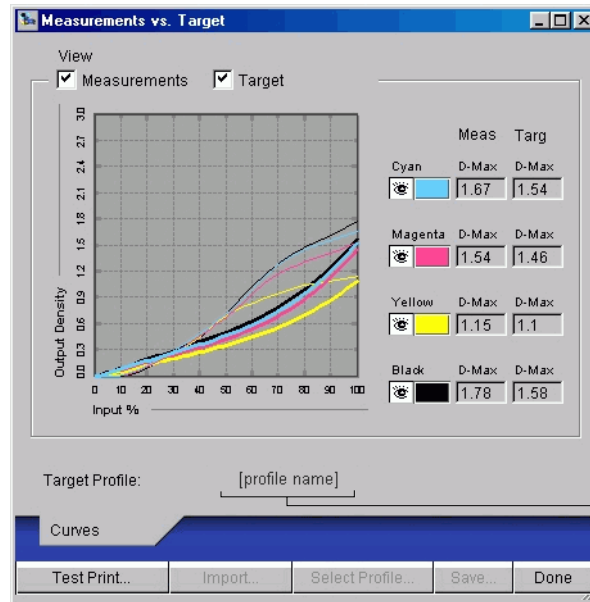 Measurements vs. Target
View
Measurements Target
3.0
2.7
2.4
2.1
1.8
1.5
1.2
0.9
0.6
0.3
0.0
Output Density
0 10 20 30 40 50 60 70 80 90 100
Input %
Meas Targ
Cyan D-Max D-Max
1.67 1.54
Magenta D-Max D-Max
1.54 1.46
Yellow D-Max D-Max
1.15 1.1
Black D-Max D-Max
1.78 1.58
Target Profile: [profile name]
Curves
Test Print... Import... Select Profile... Save... Done